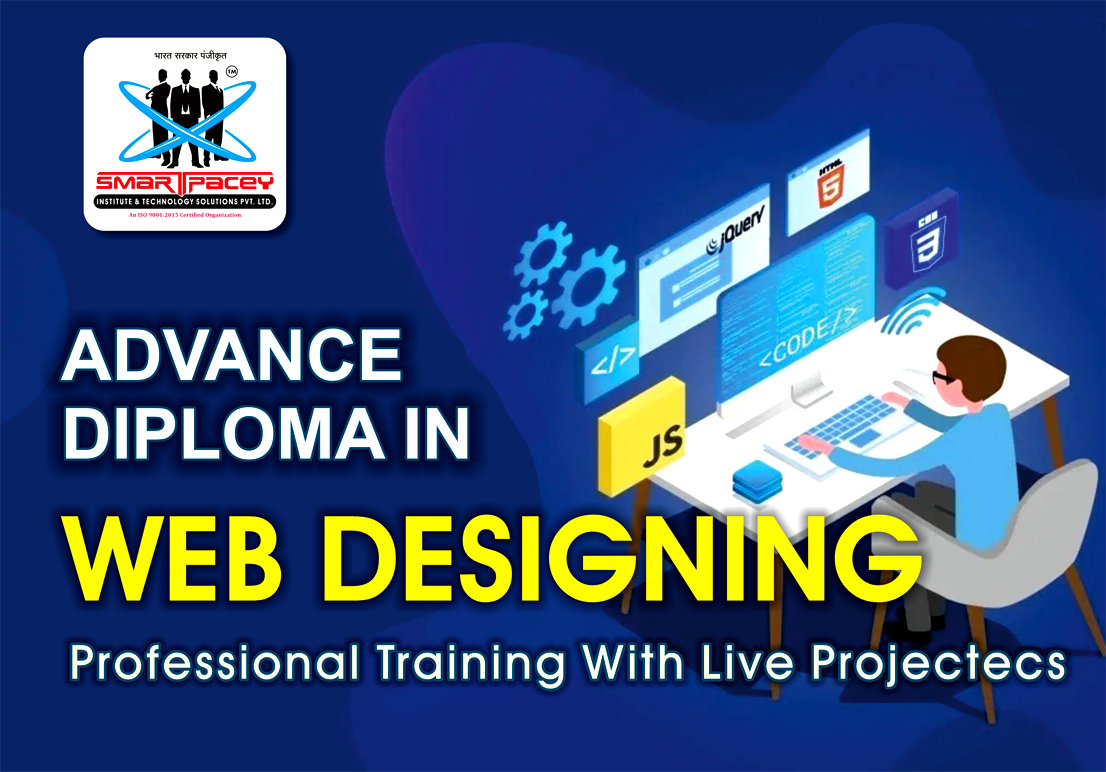 भारत सरकार पंजीकृत
TM
SMARTPACEY
INSTITUTE & TECHNOLOGY SOLUTIONS PVT. LTD.
An ISO 9001:2015 Certified Organization
HTML
5
jQuery
CSS
3
<CODE/>
</>
JS
ADVANCE
DIPLOMA IN
WEB DESIGNING
Professional Training With Live Projectecs